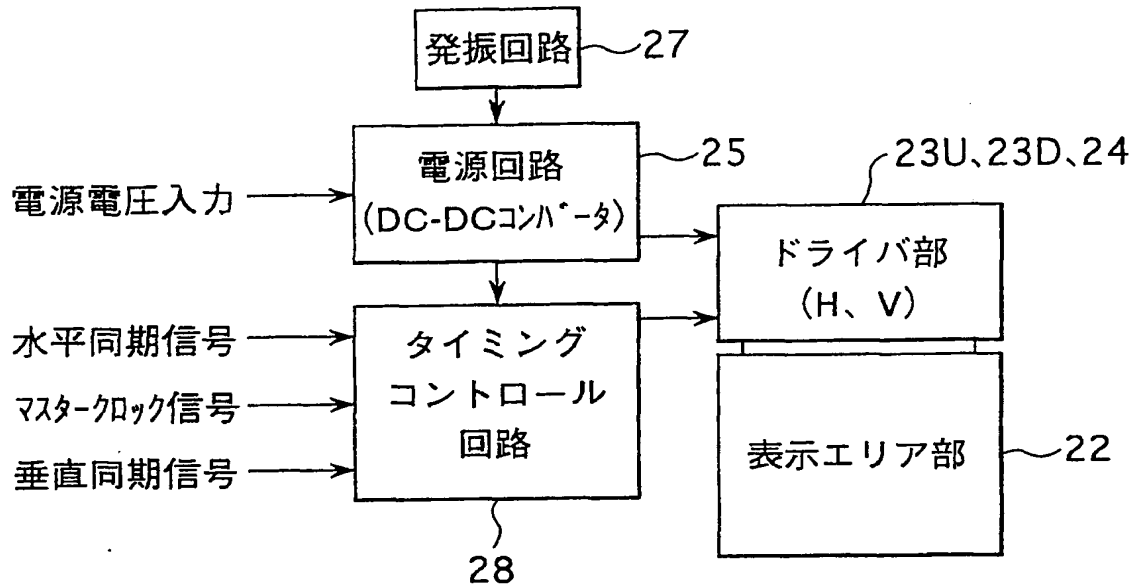 発振回路
27
電源回路
(DC-DCｺﾝﾊﾞｰﾀ)
25
電源電圧入力
23U、23D、24
ドライバ部
(H、V)
水平同期信号
ﾏｽﾀｰｸﾛｯｸ信号
垂直同期信号
タイミング
コントロール
回路
28
表示エリア部
22